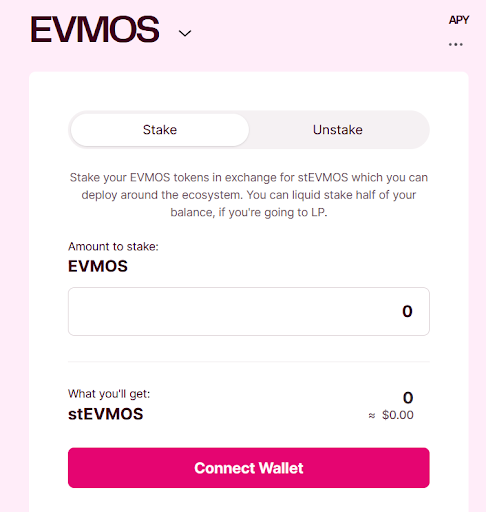 EVMOS
APY
...
Stake
Unstake
Stake your EVMOS tokens in exchange for stEVMOS which you can
deploy around the ecosystem. You can liquid stake half of your
balance, if you're going to LP.
Amount to stake:
EVMOS
0
What you'll get:
0
stEVMOS
≈ $0.00
Connect Wallet